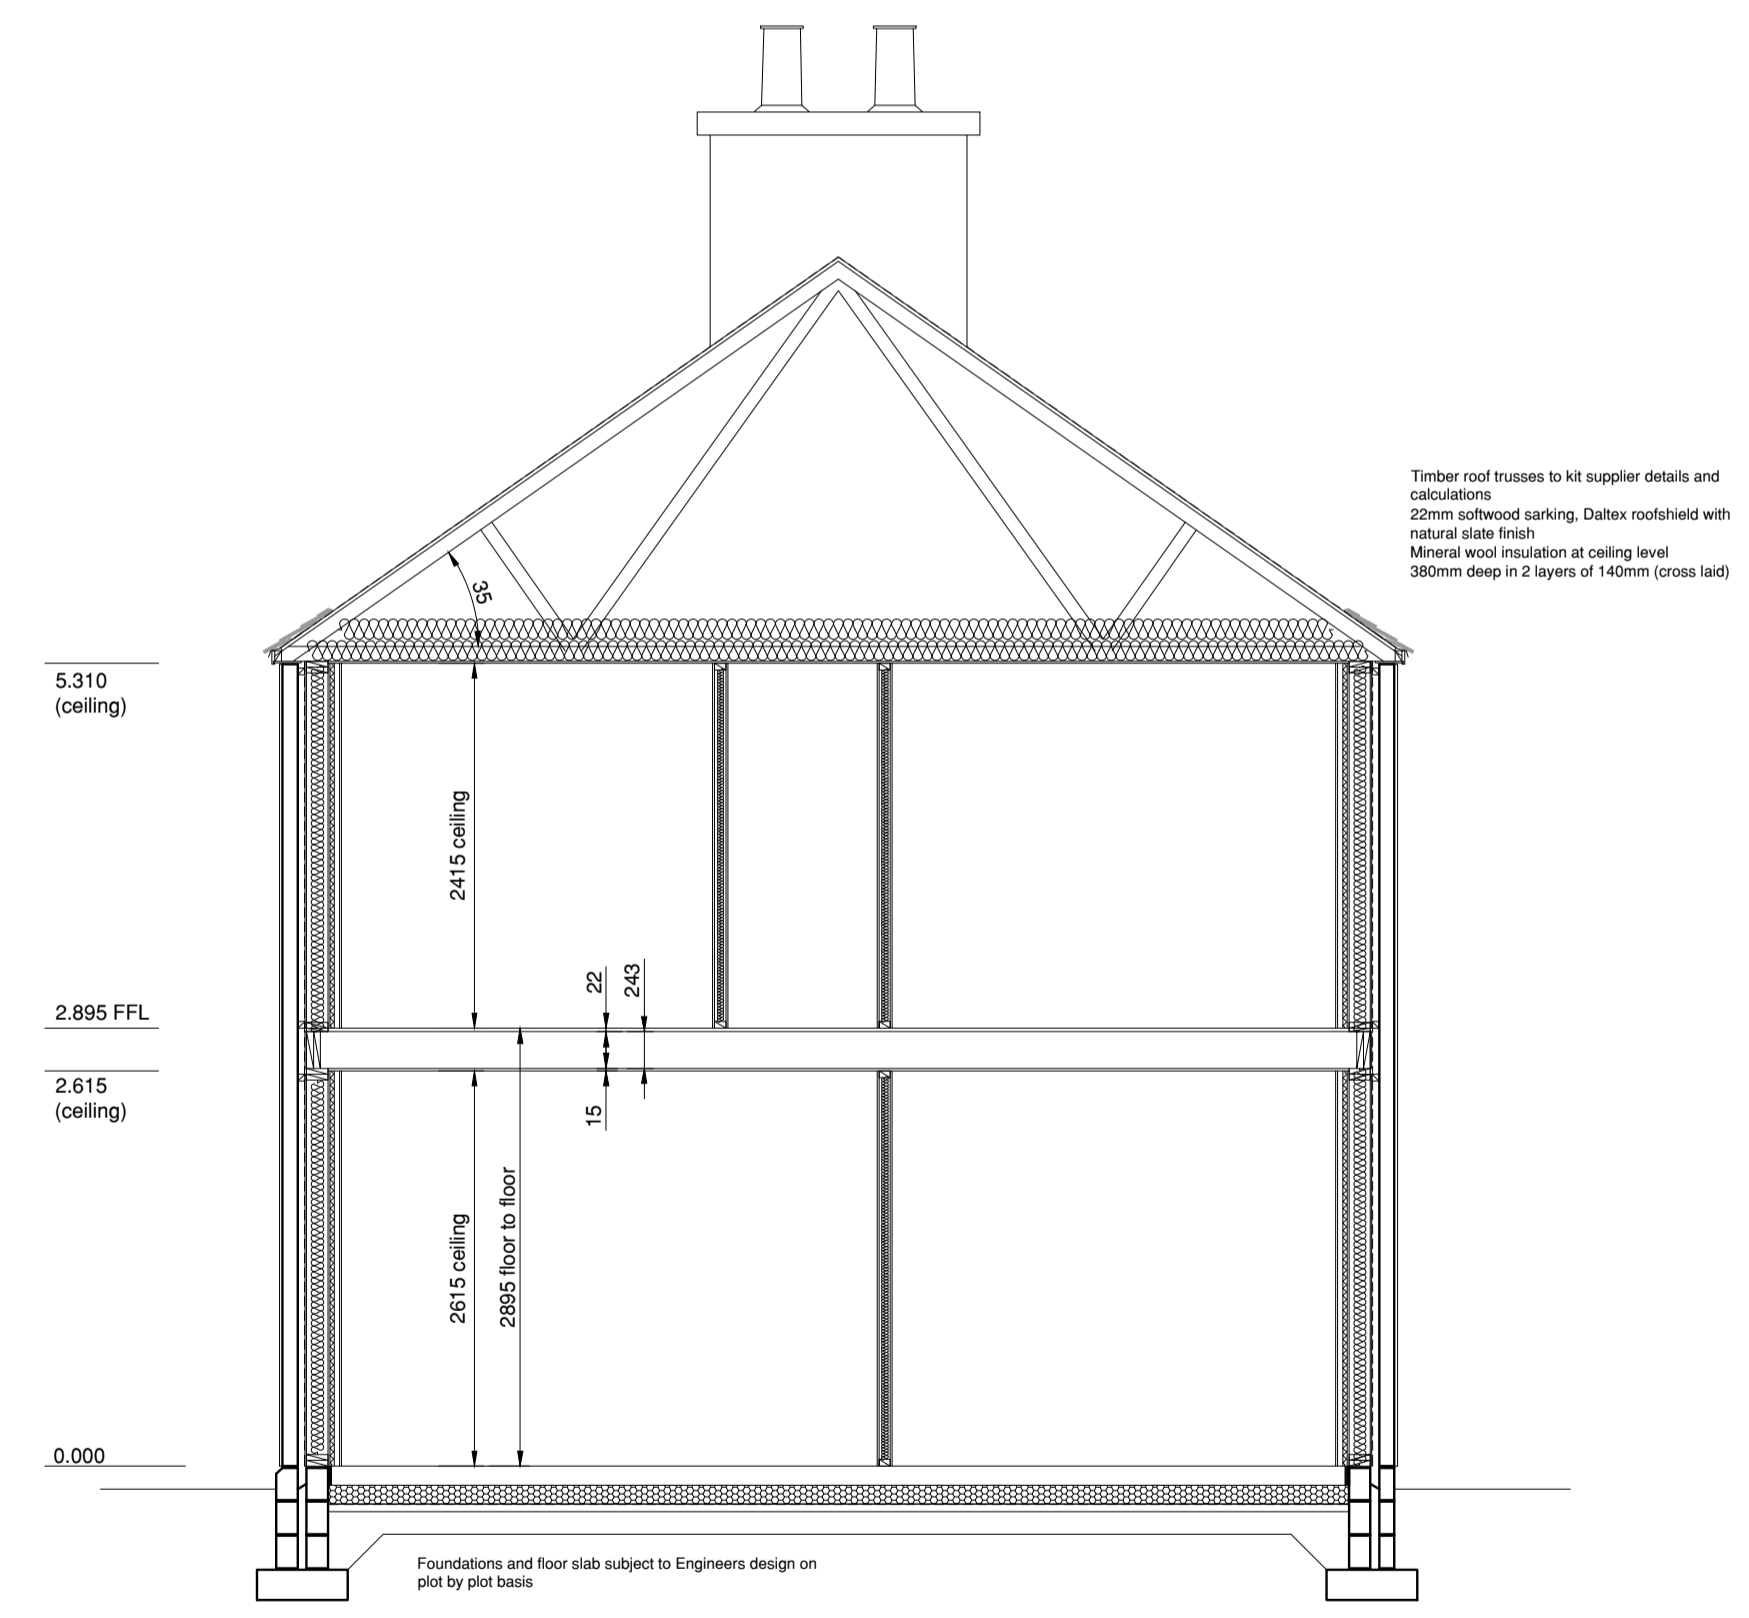 Timber roof trusses to kit supplier details and
calculations
22mm softwood sarking, Daltex roofshield with
natural slate finish
Mineral wool insulation at ceiling level
380mm deep in 2 layers of 140mm (cross laid)
35
5.310
(ceiling)
2415 ceiling
22
243
2.895 FFL
2.615
(ceiling)
15
2615 ceiling
2895 floor to floor
0.000
Foundations and floor slab subject to Engineers design on
plot by plot basis